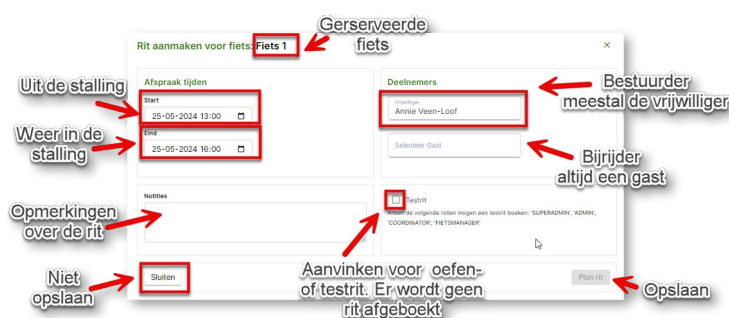 Gerserveerde
fiets
Rit aanmaken voor fiets: Fiets 1
×
Uit de stalling
Afspraak tijden
Start
25-05-2024 13:00
Weer in de
stalling
Eind
25-05-2024 16:00
Deelnemers
Bestuurder
meestal de vrijwilliger
Vrijwilliger
Annie Veen-Loof
Selecteer Gast
Bijrijder
altijd een gast
Opmerkingen
over de rit
Notities
Testrit
Alleen de volgende rollen mogen een testrit boeken: 'SUPERADMIN', 'ADMIN',
'COORDINATOR', 'FIETSMANAGER'
Aanvinken voor oefen-
of testrit. Er wordt geen
rit afgeboekt
Niet
opslaan
Sluiten
Plan rit
Opslaan